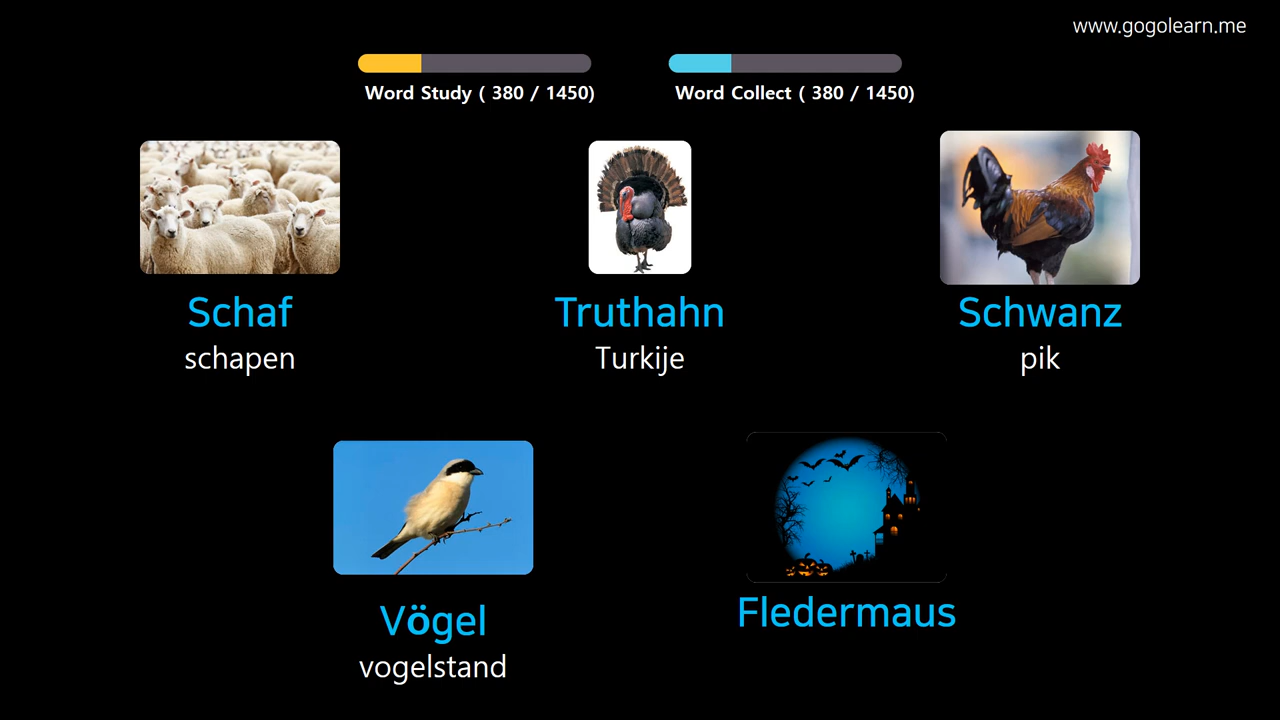 www.gogolearn.me
Word Study ( 380 / 1450)
Word Collect ( 380 / 1450)
Schaf
schapen
Truthahn
Turkije
Schwanz
pik
Vögel
vogelstand
Fledermaus